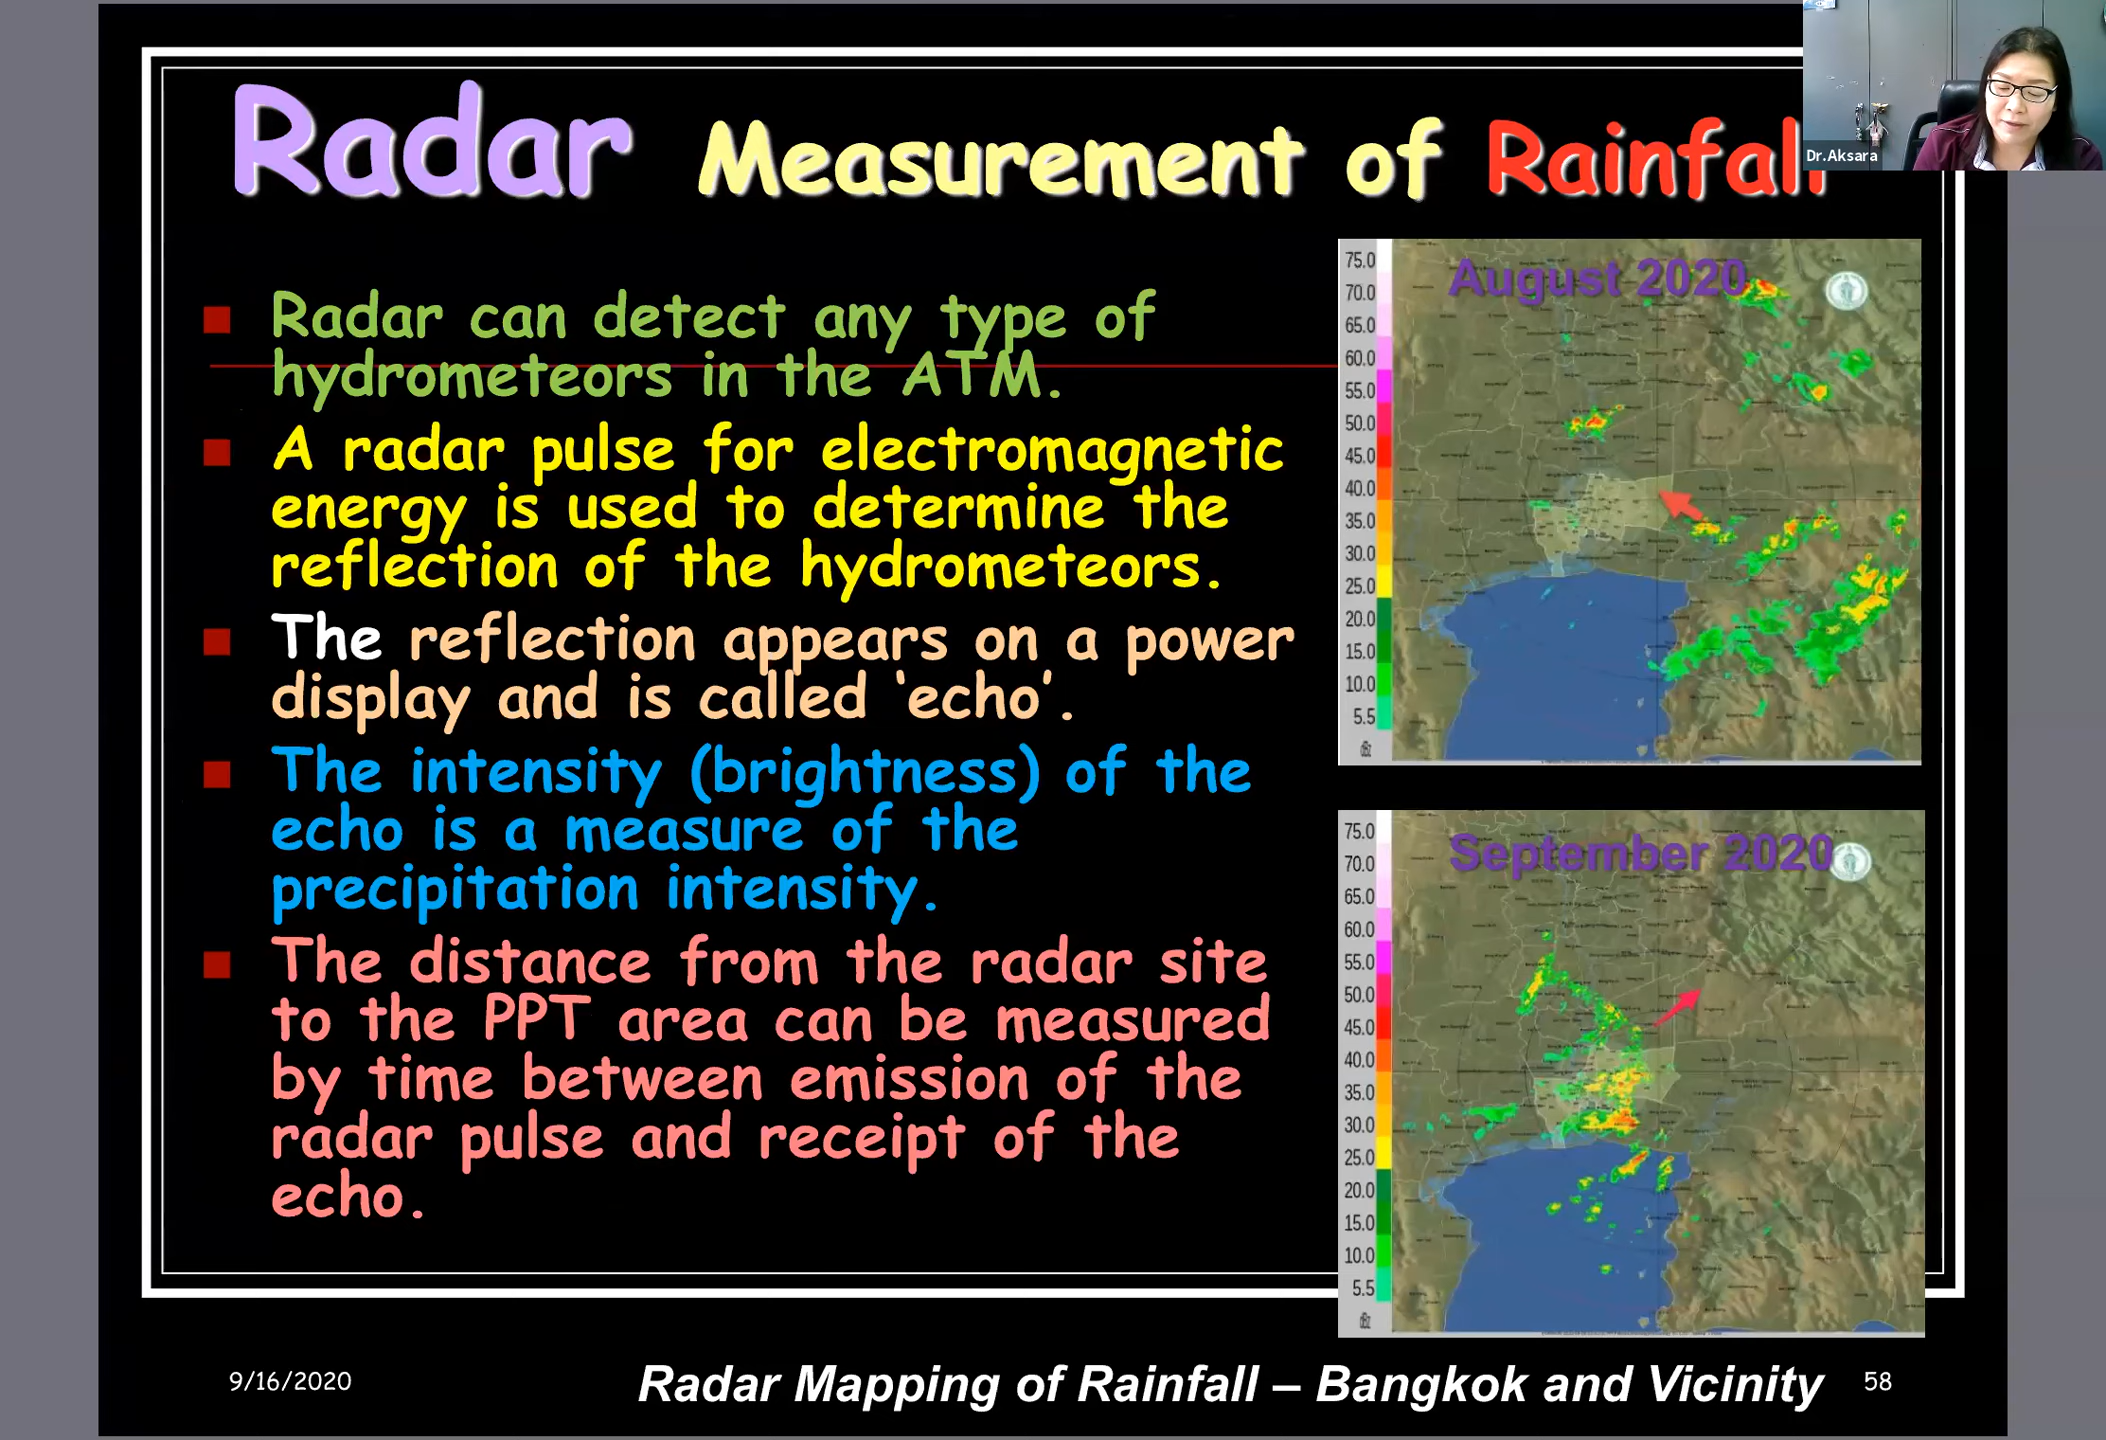 Radar Measurement of Rainfall
Dr.Aksara
Radar can detect any type of
hydrometeors in the ATM.
A radar pulse for electromagnetic
energy is used to determine the
reflection of the hydrometeors.
The reflection appears on a power
display and is called ‘echo’.
The intensity (brightness) of the
echo is a measure of the
precipitation intensity.
The distance from the radar site
to the PPT area can be measured
by time between emission of the
radar pulse and receipt of the
echo.
August 2020
75.0
70.0
65.0
60.0
55.0
50.0
45.0
40.0
35.0
30.0
25.0
20.0
15.0
10.0
5.5
dBz
September 2020
75.0
70.0
65.0
60.0
55.0
50.0
45.0
40.0
35.0
30.0
25.0
20.0
15.0
10.0
5.5
dBz
9/16/2020
Radar Mapping of Rainfall – Bangkok and Vicinity
58